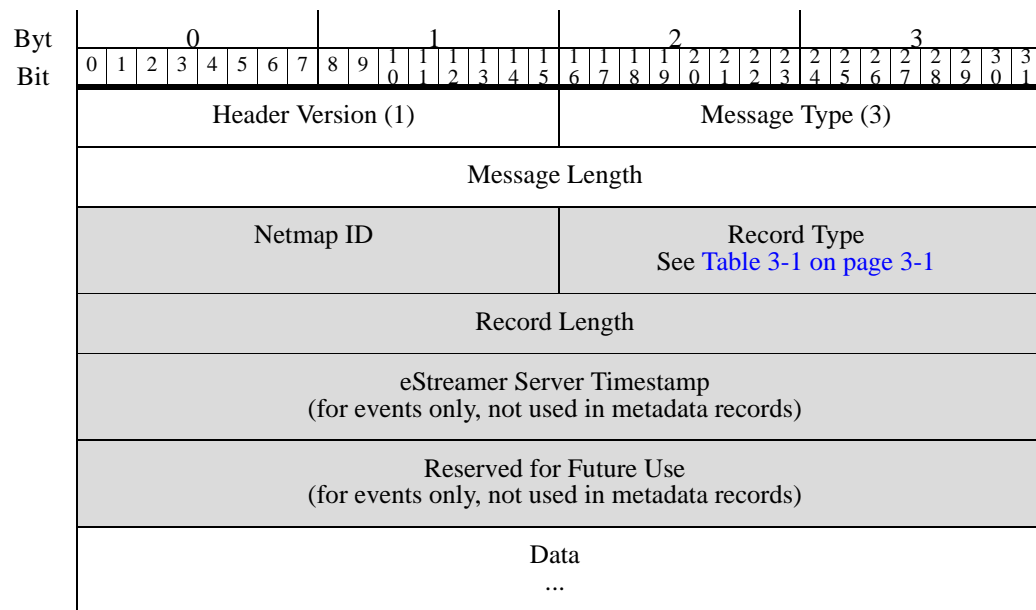 Byt 0 1 2 3
Bit 0 1 2 3 4 5 6 7 8 9 10 11 12 13 14 15 16 17 18 19 20 21 22 23 24 25 26 27 28 29 30 31
Header Version (1) Message Type (3)
Message Length
Netmap ID Record Type
See Table 3-1 on page 3-1
Record Length
eStreamer Server Timestamp
(for events only, not used in metadata records)
Reserved for Future Use
(for events only, not used in metadata records)
Data
...